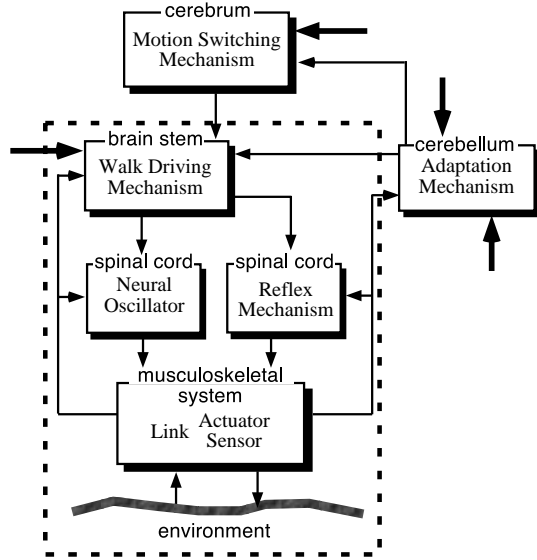 cerebrum
Motion Switching
Mechanism
brain stem
Walk Driving
Mechanism
cerebellum
Adaptation
Mechanism
spinal cord
Neural
Oscillator
spinal cord
Reflex
Mechanism
musculoskeletal
system
Link Actuator
Sensor
environment